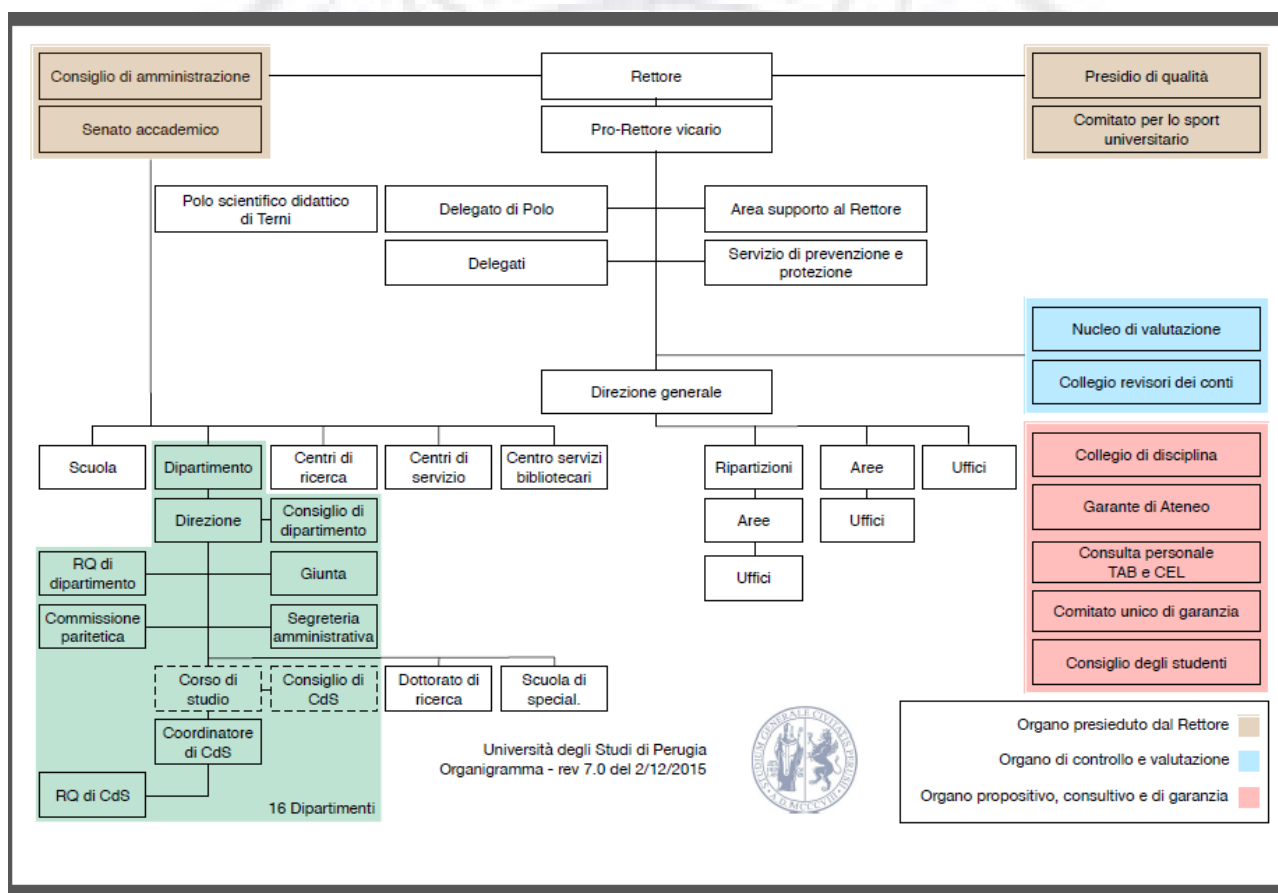 Consiglio di amministrazione
Rettore
Presidio di qualità
Senato accademico
Pro-Rettore vicario
Comitato per lo sport
universitario
Polo scientifico didattico
di Terni
Delegato di Polo
Area supporto al Rettore
Delegati
Servizio di prevenzione e
protezione
Nucleo di valutazione
Direzione generale
Collegio revisori dei conti
Scuola
Dipartimento
Centri di
ricerca
Centri di
servizio
Centro servizi
bibliotecari
Ripartizioni
Aree
Uffici
Collegio di disciplina
Direzione
Consiglio di
dipartimento
Aree
Uffici
Garante di Ateneo
RQ di
dipartimento
Giunta
Uffici
Consulta personale
TAB e CEL
Commissione
paritetica
Segreteria
amministrativa
Comitato unico di garanzia
Corso di
studio
Consiglio di
CdS
Dottorato di
ricerca
Scuola di
special.
Consiglio degli studenti
Coordinatore
di CdS
Università degli Studi di Perugia
Organigramma - rev 7.0 del 2/12/2015
STUDIUM GENERALE CIVITATIS PERUSII
A.D. MCCCVIII
Organo presieduto dal Rettore
Organo di controllo e valutazione
Organo propositivo, consultivo e di garanzia
RQ di CdS
16 Dipartimenti